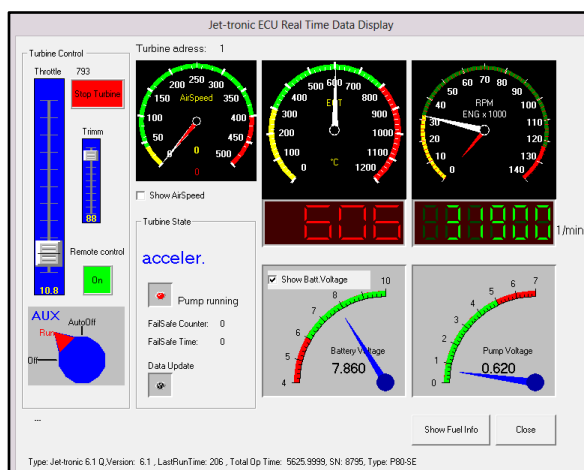 Jet-tronic ECU Real Time Data Display
Turbine Control
Throttle 793
Stop Turbine
Trimm
88
Remote control
On
10.8
AUX
AutoOff
Run
Off
...
Turbine adress: 1
0 50 100 150 200 250 300 350 400 450 500
AirSpeed
0
0
Show AirSpeed
Turbine State
acceler.
Pump running
FailSafe Counter: 0
FailSafe Time: 0
Data Update
0 100 200 300 400 500 600 700 800 900 1000 1100 1200
EGT
°C
606
0 10 20 30 40 50 60 70 80 90 100 110 120 130 140
RPM
ENG x 1000
31900 1/min
Show Batt.Voltage
4 5 6 7 8 10
Battery Voltage
7.860
0 1 2 3 4 5 6 7
Pump Voltage
0.620
Show Fuel Info
Close
Type: Jet-tronic 6.1 Q,Version: 6.1 , LastRunTime: 206 , Total Op Time: 5625.9999, SN: 8795, Type: P80-SE